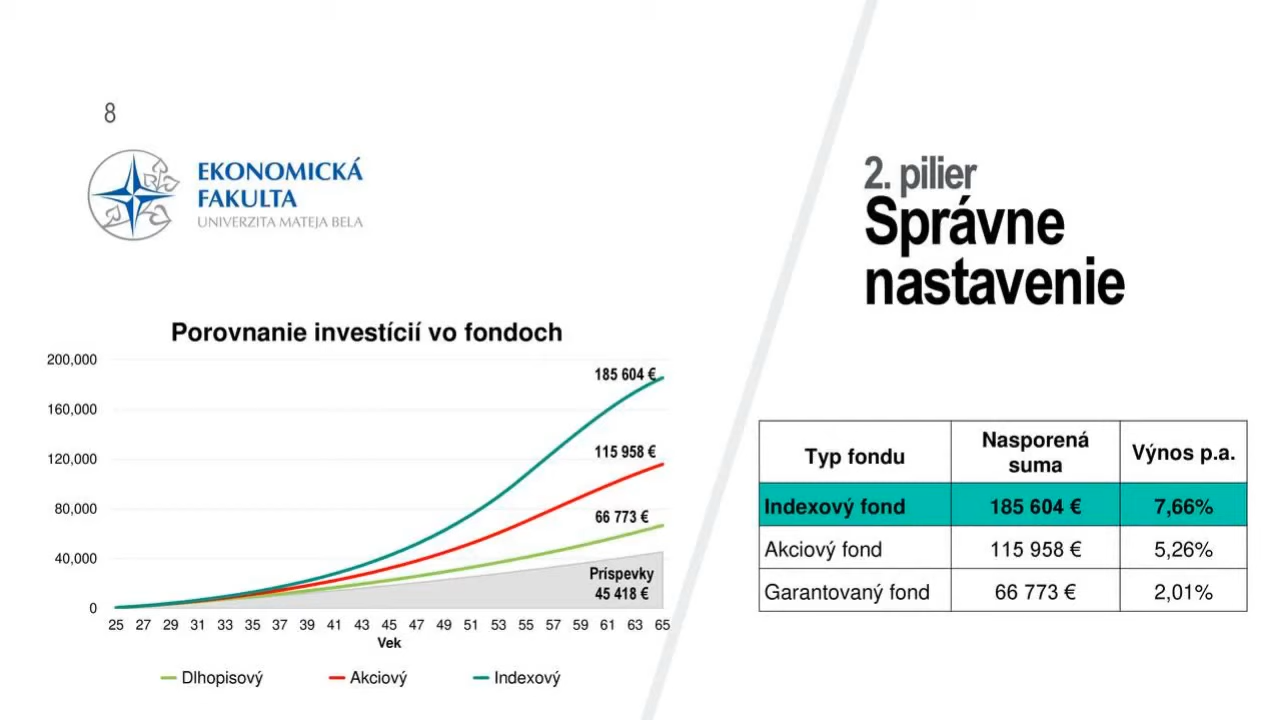 8
EKONOMICKÁ
FAKULTA
UNIVERZITA MATEJA BELA
2. pilier
Správne
nastavenie
Porovnanie investícií vo fondoch
200,000
160,000
120,000
80,000
40,000
0
185 604 €
115 958 €
66 773 €
Príspevky
45 418 €
25 27 29 31 33 35 37 39 41 43 45 47 49 51 53 55 57 59 61 63 65
Vek
Dlhopisový Akciový Indexový
Typ fondu Nasporená suma Výnos p.a.
Indexový fond 185 604 € 7,66%
Akciový fond 115 958 € 5,26%
Garantovaný fond 66 773 € 2,01%